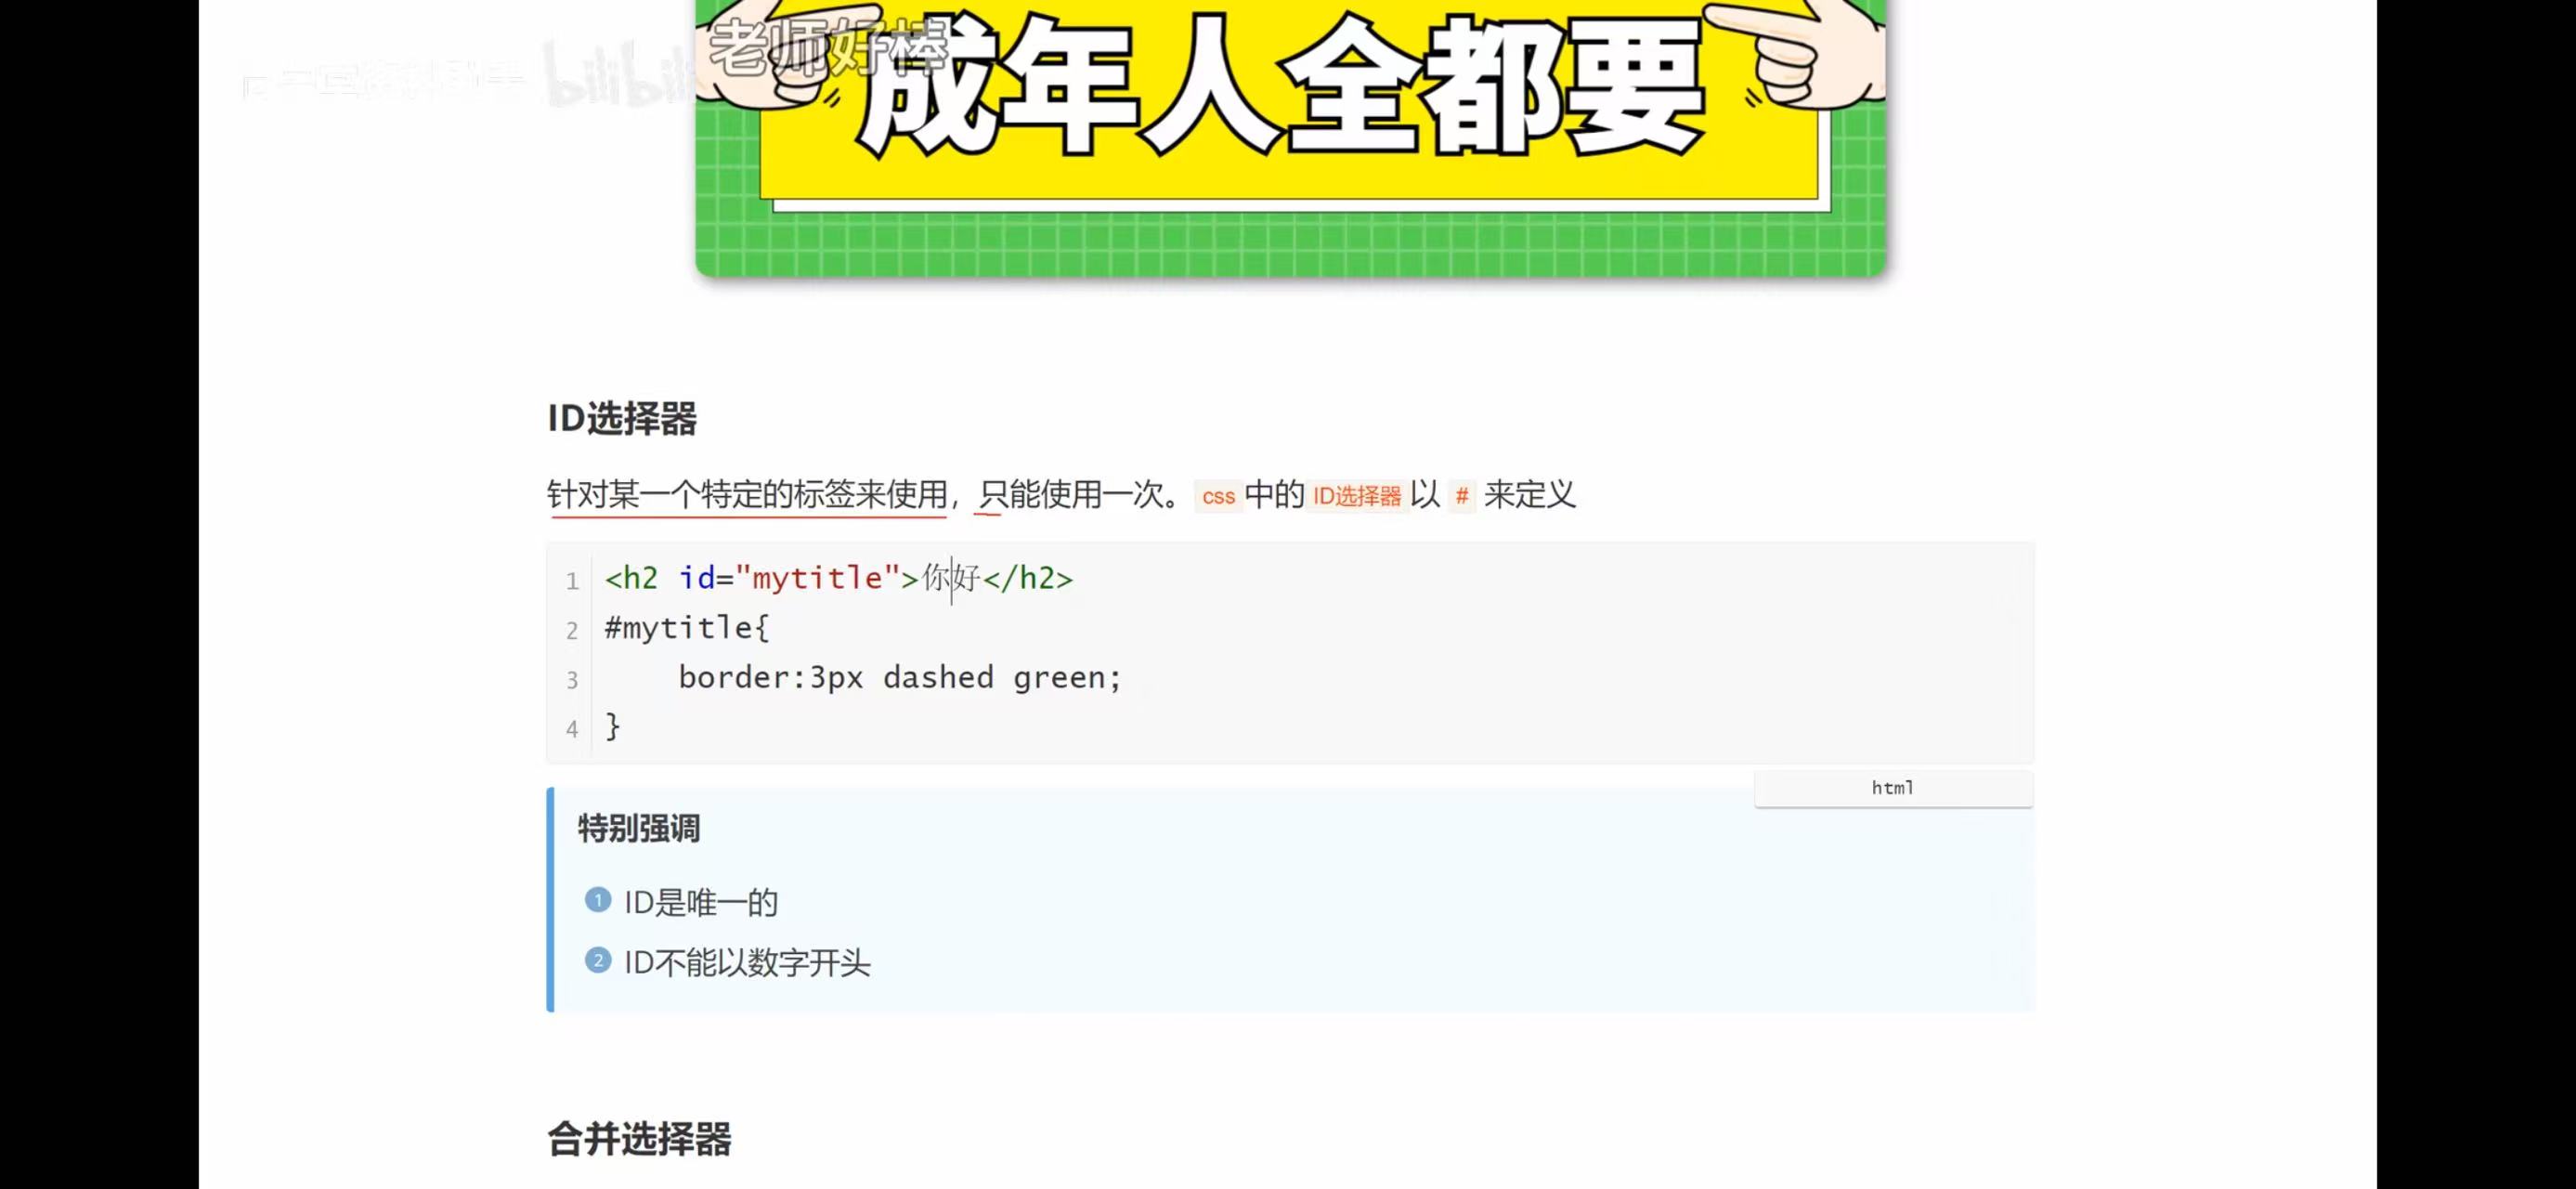 老师好棒
bilibili
成年人全都要
ID选择器
针对某一个特定的标签来使用，只能使用一次。css中的ID选择器以 # 来定义
1 <h2 id="mytitle">你好</h2>
2 #mytitle{
3     border:3px dashed green;
4 }
html
特别强调
1 ID是唯一的
2 ID不能以数字开头
合并选择器